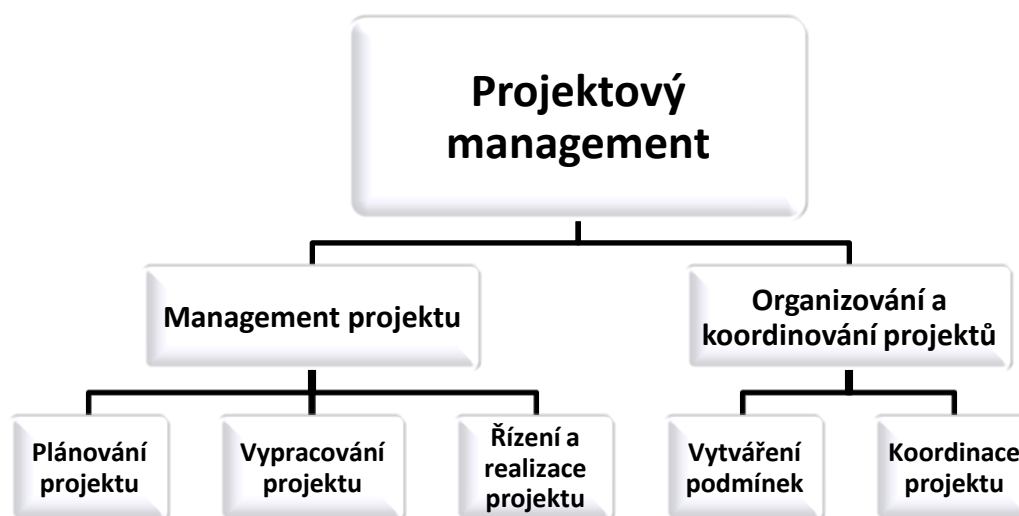 Projektový
management
Management projektu
Organizování a
koordinování projektů
Plánování
projektu
Vypracování
projektu
Řízení a
realizace
projektu
Vytváření
podmínek
Koordinace
projektu